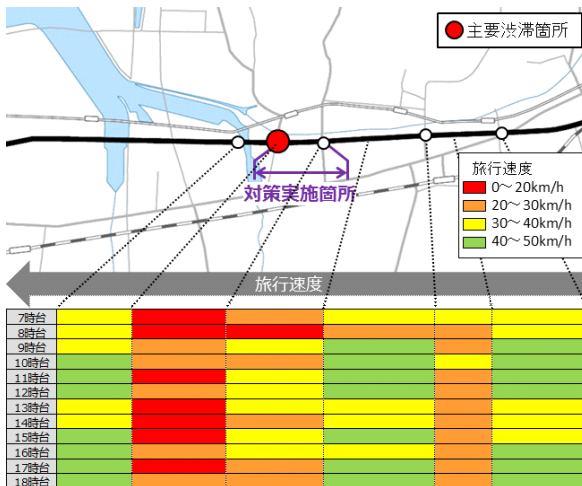 主要渋滞箇所
対策実施箇所
旅行速度
0～20km/h
20～30km/h
30～40km/h
40～50km/h
旅行速度
7時台
8時台
9時台
10時台
11時台
12時台
13時台
14時台
15時台
16時台
17時台
18時台